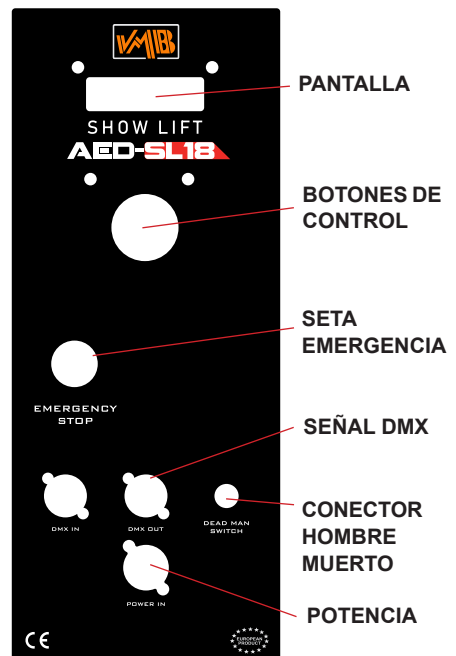 VMB
PANTALLA
SHOW LIFT
AED-SL18
BOTONES DE
CONTROL
SETA
EMERGENCIA
EMERGENCY
STOP
SEÑAL DMX
DMX IN
DMX OUT
DEAD MAN
SWITCH
CONECTOR
HOMBRE
MUERTO
POWER IN
POTENCIA
CE
EUROPEAN
PRODUCT